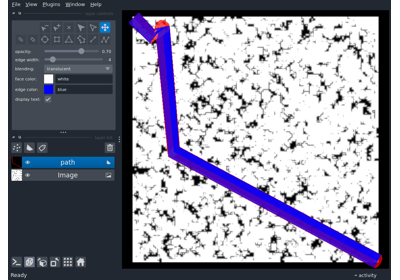 File View Plugins Window Help
opacity: 0.70
edge width: 4
blending: translucent
face color: white
edge color: blue
display text: ✓
path
Image
Ready
activity